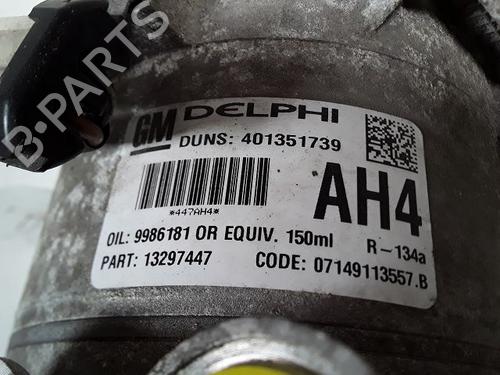 GM DELPHI
DUNS: 401351739
*447AH4*
AH4
OIL: 9986181 OR EQUIV. 150ml R-134a
PART: 13297447 CODE: 07149113557.B
B-PARTS